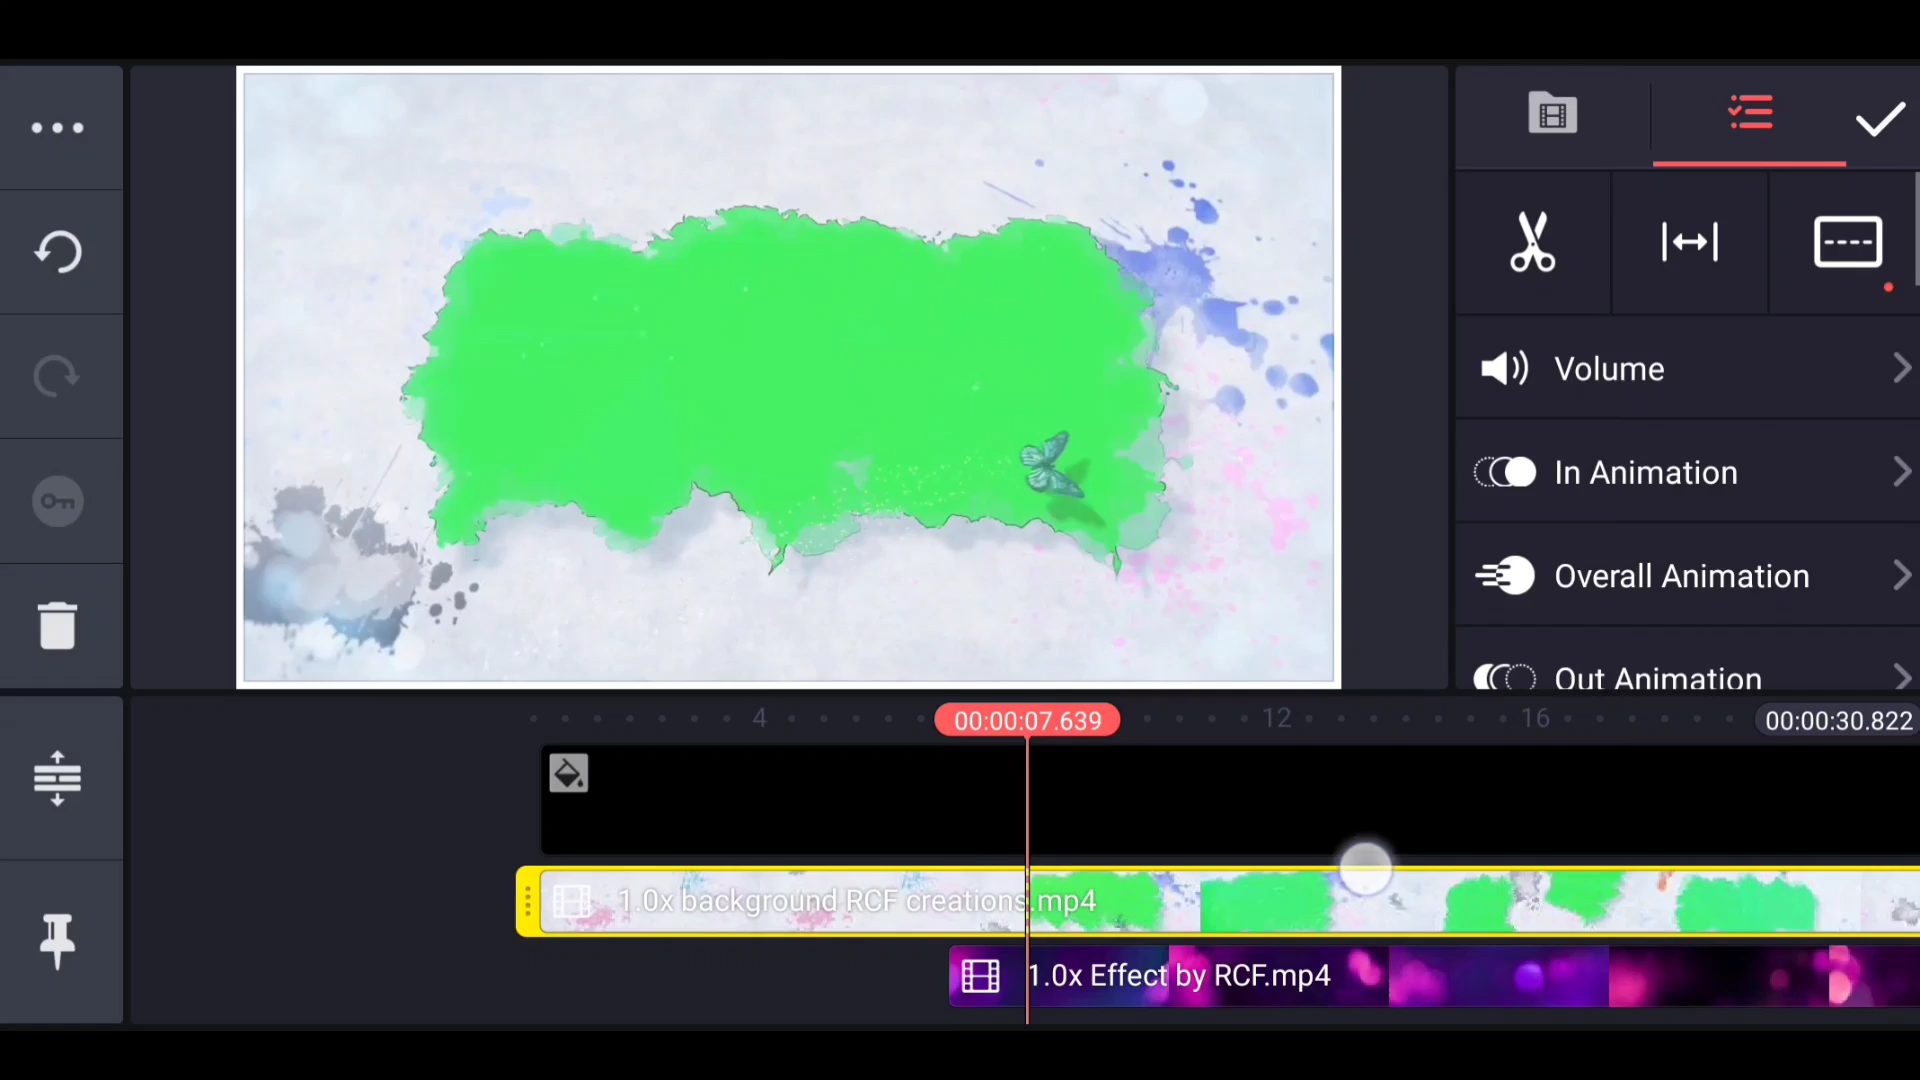 Volume
In Animation
Overall Animation
Out Animation
4
00:00:07.639
12
16
00:00:30.822
1.0x background RCF creations.mp4
1.0x Effect by RCF.mp4